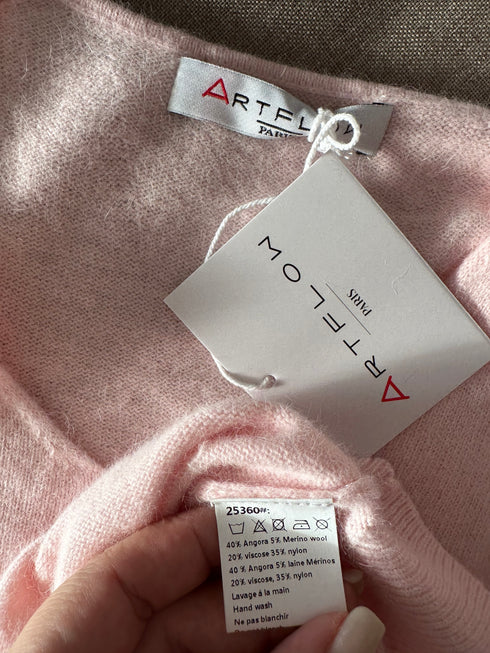 ARTFLOW
PARIS
ARTFLOW
PARIS
25360#:
40% Angora 5% Merino wool
20% viscose 35% nylon
40 % Angora 5% laine Mérinos
20% viscose, 35% nylon
Lavage à la main
Hand wash
Ne pas blanchir